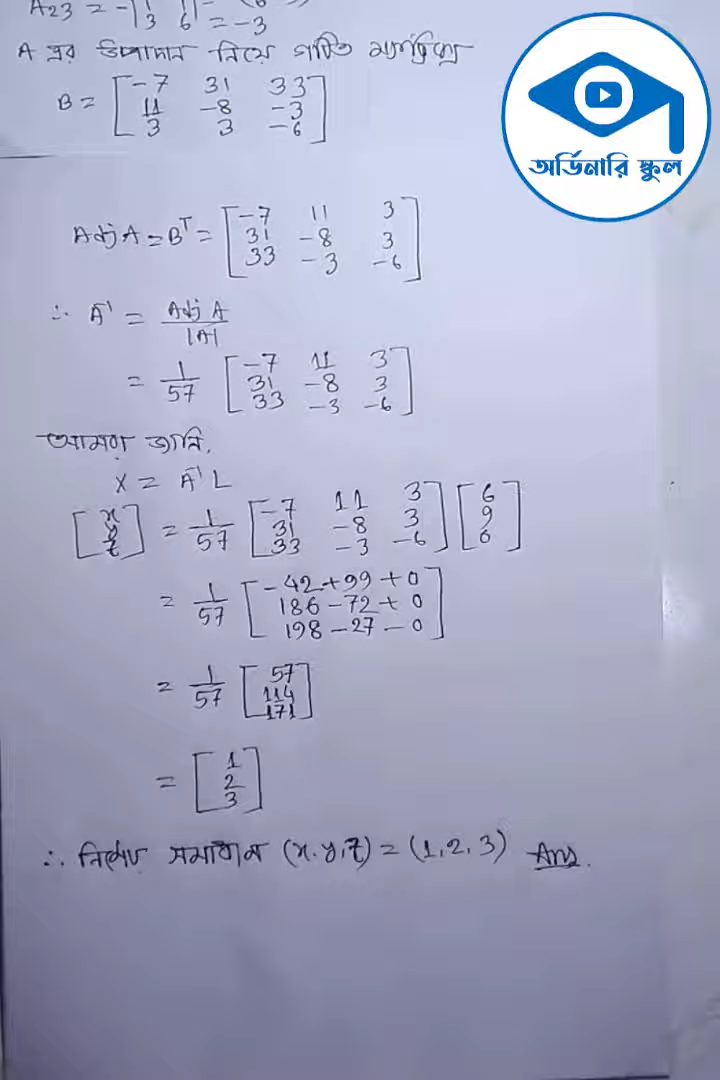 A23 = -|1 1; 3 6| = -3
A এর উপাদান নিয়ে গঠিত ম্যাট্রিক্স
B = [-7 31 33; 11 -8 -3; 3 3 -6]
অর্ডিনারি স্কুল
Adj A = B^T = [-7 11 3; 31 -8 3; 33 -3 -6]
∴ A^-1 = Adj A / |A|
= 1/57 [-7 11 3; 31 -8 3; 33 -3 -6]
আমরা জানি,
X = A^-1 L
[x; y; z] = 1/57 [-7 11 3; 31 -8 3; 33 -3 -6] [6; 9; 0]
= 1/57 [-42+99+0; 186-72+0; 198-27-0]
= 1/57 [57; 114; 171]
= [1; 2; 3]
∴ নির্ণেয় সমাধান (x, y, z) = (1, 2, 3) Ans.